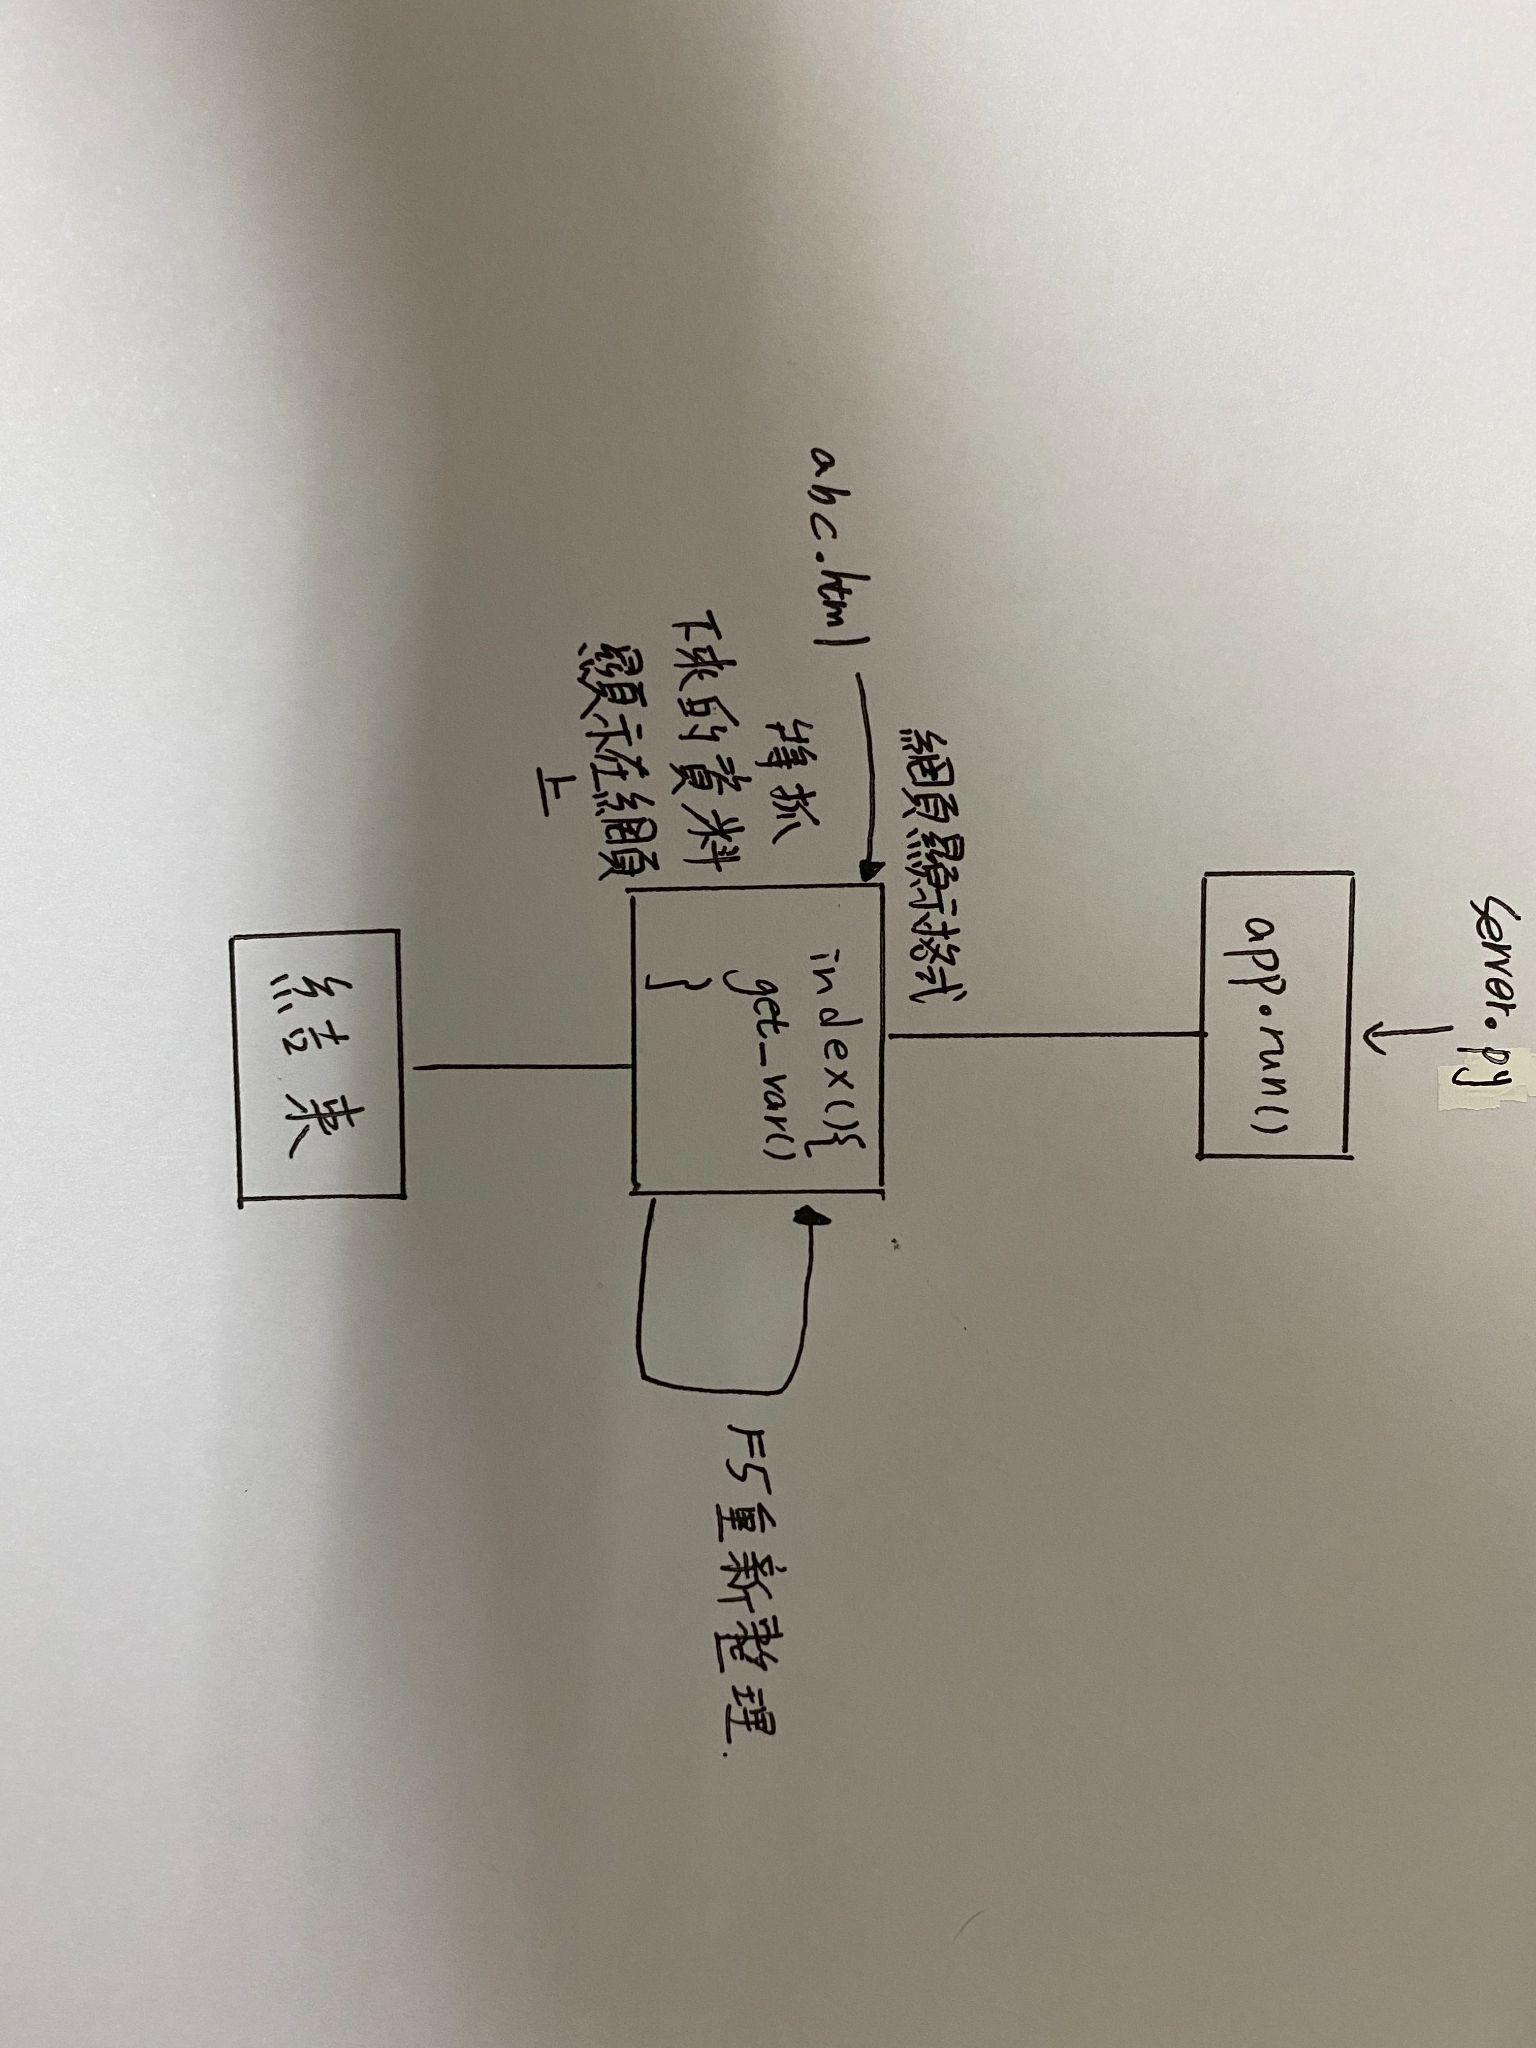 server.py
app.run()
網頁顯示格式
abc.html
index(){
get_var()
}
將抓
下來的資料
顯示在網頁
上
F5重新整理.
結束